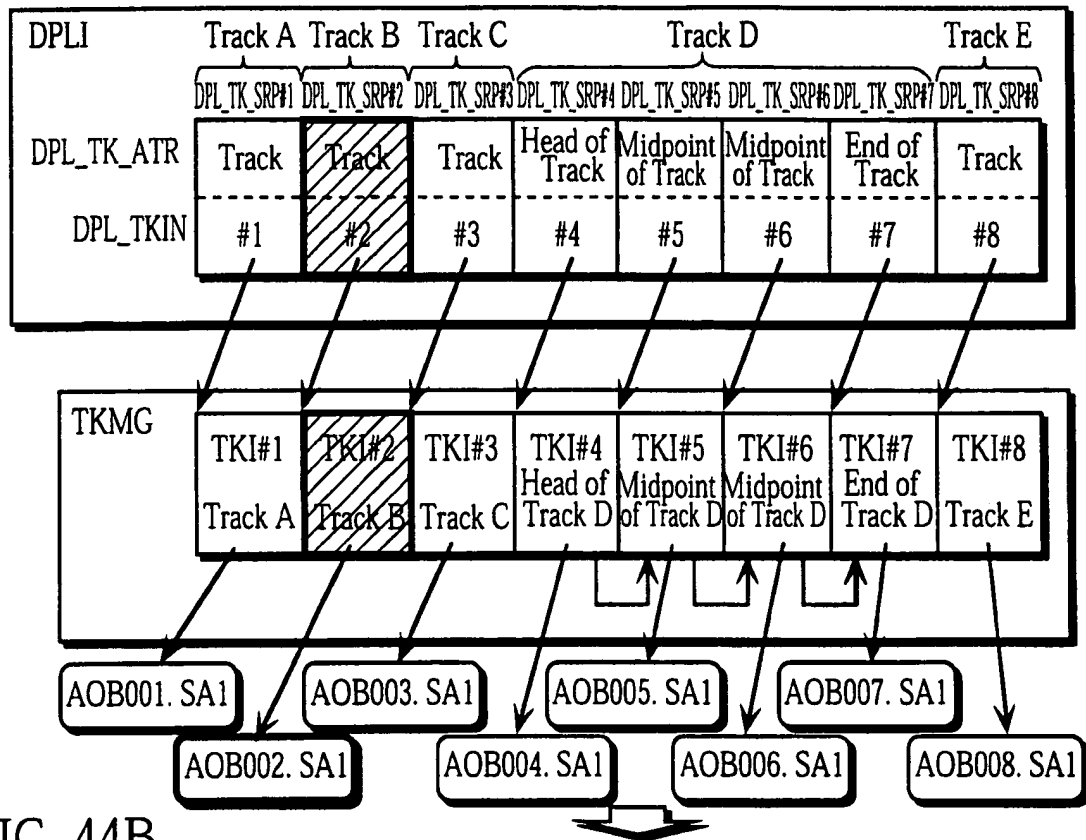 DPLI Track A Track B Track C Track D Track E
DPL_TK_SRP#1 DPL_TK_SRP#2 DPL_TK_SRP#3 DPL_TK_SRP#4 DPL_TK_SRP#5 DPL_TK_SRP#6 DPL_TK_SRP#7 DPL_TK_SRP#8
DPL_TK_ATR Track Track Track Head of Track Midpoint of Track Midpoint of Track End of Track Track
DPL_TKIN #1 #2 #3 #4 #5 #6 #7 #8
TKMG TKI#1 TKI#2 TKI#3 TKI#4 TKI#5 TKI#6 TKI#7 TKI#8
Track A Track B Track C Head of Track D Midpoint of Track D Midpoint of Track D End of Track D Track E
AOB001. SA1 AOB003. SA1 AOB005. SA1 AOB007. SA1
AOB002. SA1 AOB004. SA1 AOB006. SA1 AOB008. SA1
FIG. 44B